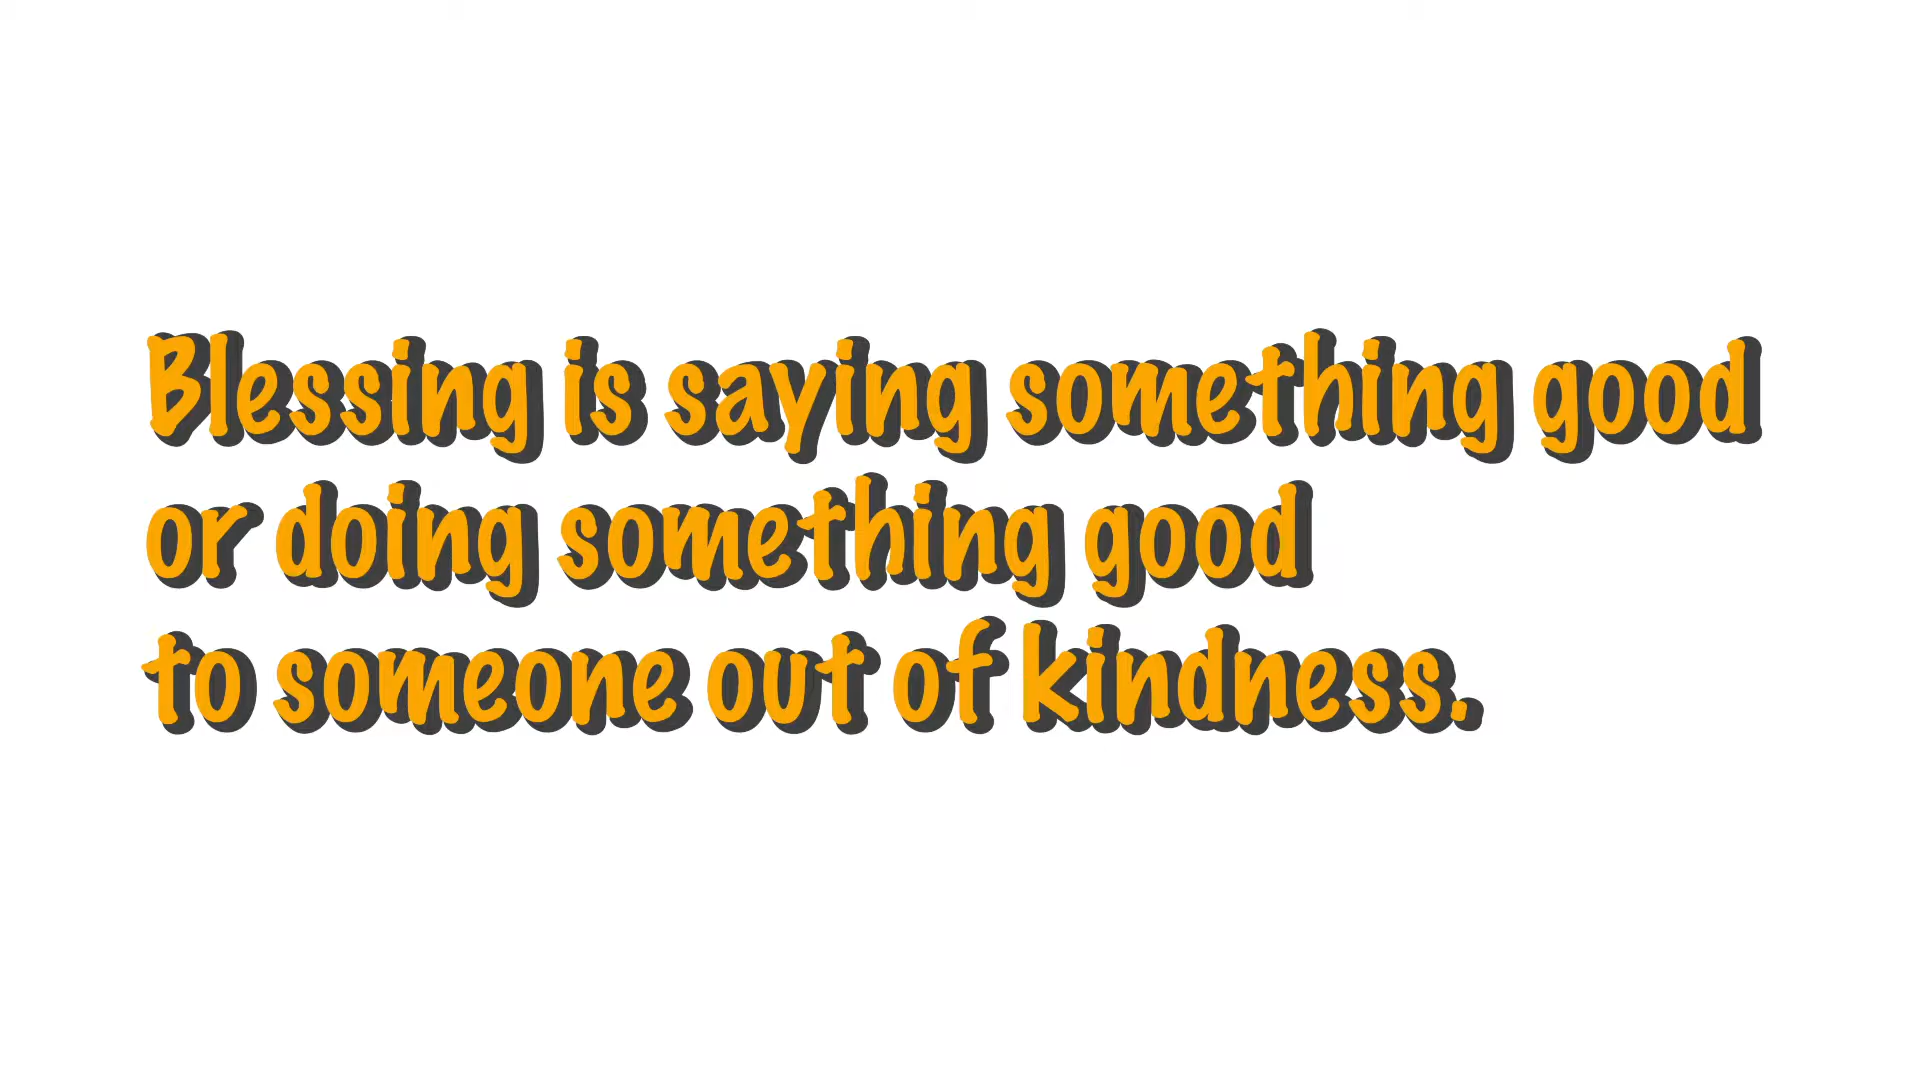 Blessing is saying something good
or doing something good
to someone out of kindness.